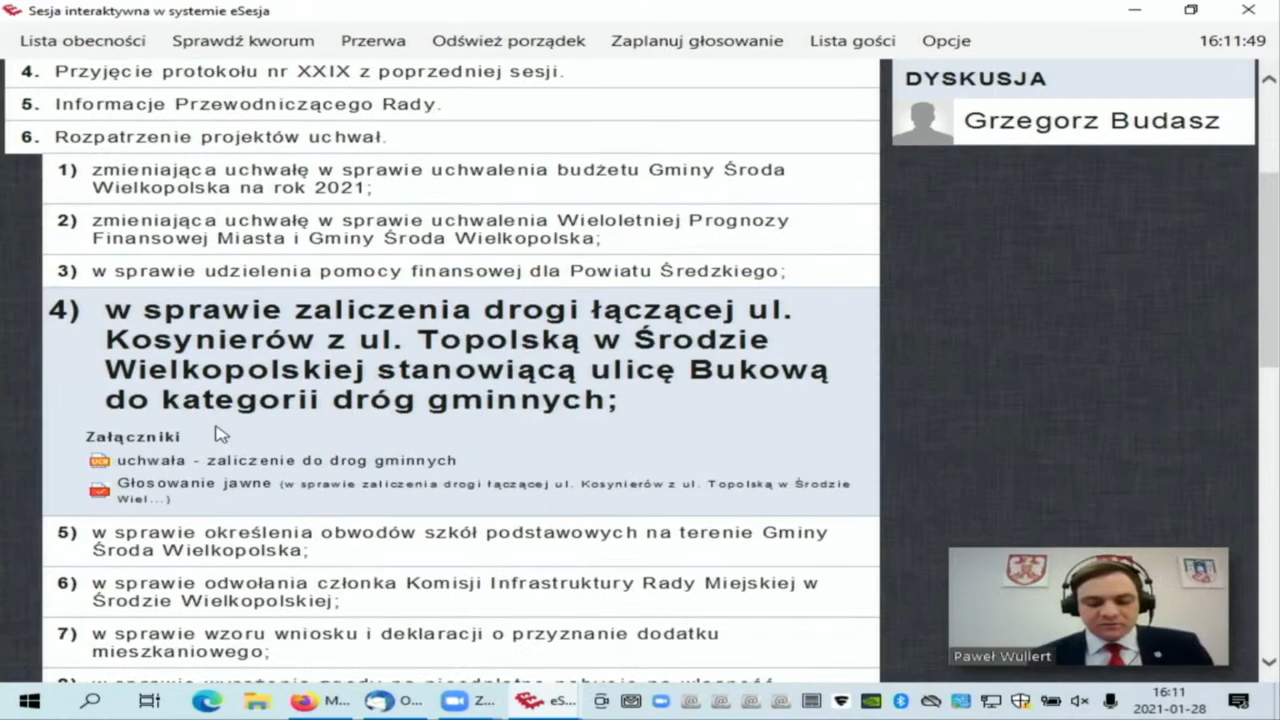 Sesja interaktywna w systemie eSesja
Lista obecności Sprawdź kworum Przerwa Odśwież porządek Zaplanuj głosowanie Lista gości Opcje 16:11:49
4. Przyjęcie protokołu nr XXIX z poprzedniej sesji.
5. Informacje Przewodniczącego Rady.
6. Rozpatrzenie projektów uchwał.
1) zmieniająca uchwałę w sprawie uchwalenia budżetu Gminy Środa
Wielkopolska na rok 2021;
2) zmieniająca uchwałę w sprawie uchwalenia Wieloletniej Prognozy
Finansowej Miasta i Gminy Środa Wielkopolska;
3) w sprawie udzielenia pomocy finansowej dla Powiatu Średzkiego;
4) w sprawie zaliczenia drogi łączącej ul.
Kosynierów z ul. Topolską w Środzie
Wielkopolskiej stanowiącą ulicę Bukową
do kategorii dróg gminnych;
Załączniki
uchwała - zaliczenie do drog gminnych
Głosowanie jawne (w sprawie zaliczenia drogi łączącej ul. Kosynierów z ul. Topolską w Środzie
Wiel...)
5) w sprawie określenia obwodów szkół podstawowych na terenie Gminy
Środa Wielkopolska;
6) w sprawie odwołania członka Komisji Infrastruktury Rady Miejskiej w
Środzie Wielkopolskiej;
7) w sprawie wzoru wniosku i deklaracji o przyznanie dodatku
mieszkaniowego;
DYSKUSJA
Grzegorz Budasz
Paweł Wullert
M... O... Z... eS...
16:11
2021-01-28